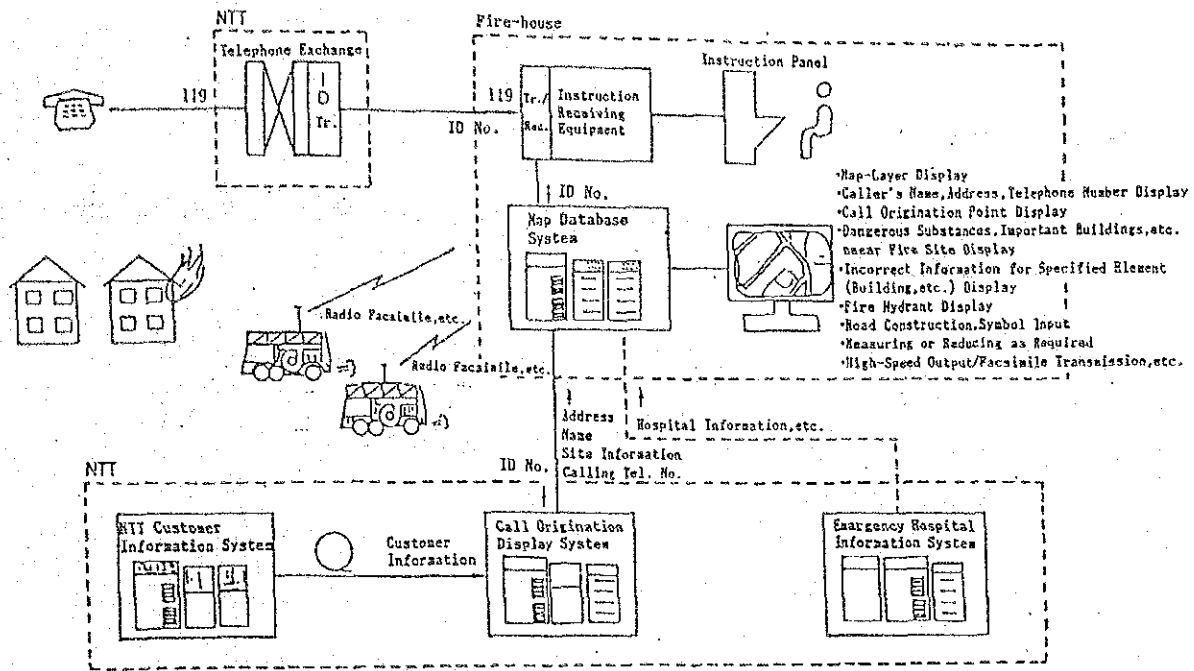 NTT
Telephone Exchange
119
I
D
Tr.
Fire-house
119
ID No.
Tr./
Rec.
Instruction
Receiving
Equipment
Instruction Panel
ID No.
Map Database
System
•Map-Layer Display
•Caller's Name,Address,Telephone Number Display
•Call Origination Point Display
•Dangerous Substances,Important Buildings,etc.
near Fire Site Display
•Incorrect Information for Specified Element
(Building,etc.) Display
•Fire Hydrant Display
•Road Construction,Symbol Input
•Measuring or Reducing as Required
•High-Speed Output/Facsimile Transmission,etc.
Radio Facsimile,etc.
Radio Facsimile,etc.
Address
Name
Site Information
Calling Tel. No.
Hospital Information,etc.
ID No.
NTT
NTT Customer
Information System
Customer
Information
Call Origination
Display System
Emergency Hospital
Information System